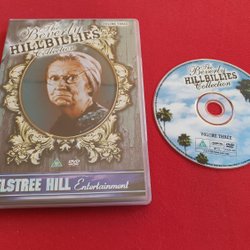 The
Beverly
HILLBILLIES
Collection
VOLUME THREE
U
DVD
ELSTREE HILL Entertainment
The
Beverly
HILLBILLIES
Collection
VOLUME THREE